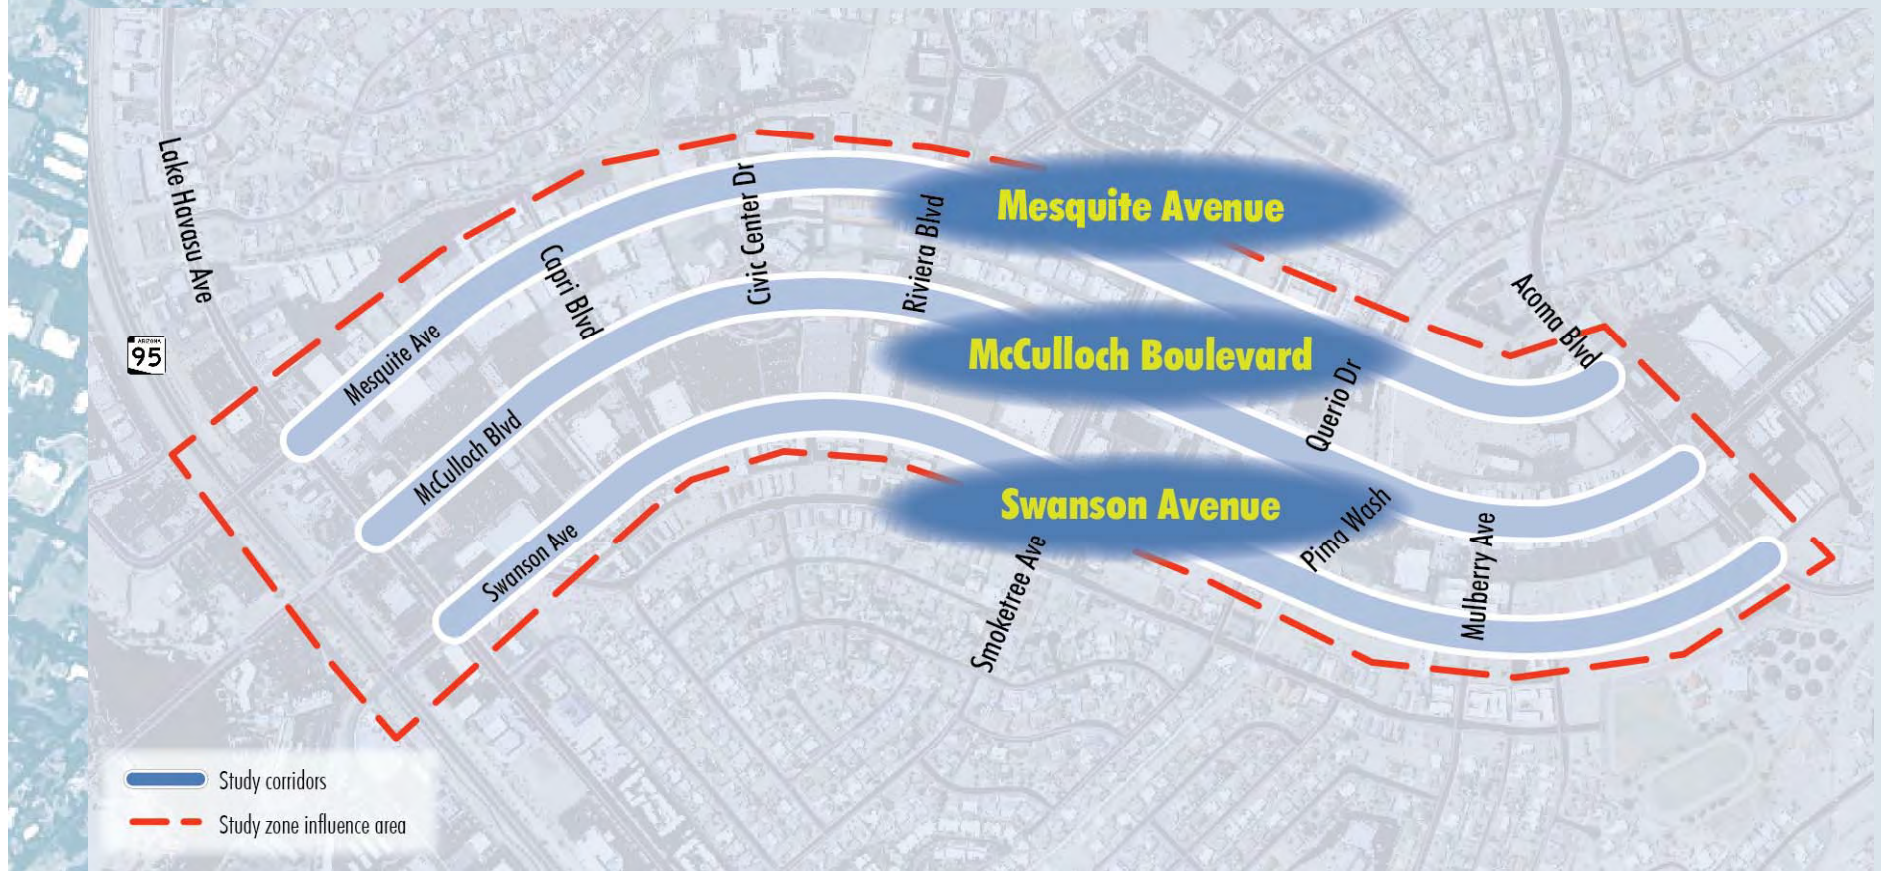 Lake Havasu Ave
ARIZONA
95
Mesquite Ave
McCulloch Blvd
Swanson Ave
Capri Blvd
Civic Center Dr
Riviera Blvd
Mesquite Avenue
McCulloch Boulevard
Swanson Avenue
Smoketree Ave
Querio Dr
Pima Wash
Mulberry Ave
Acoma Blvd
Study corridors
Study zone influence area